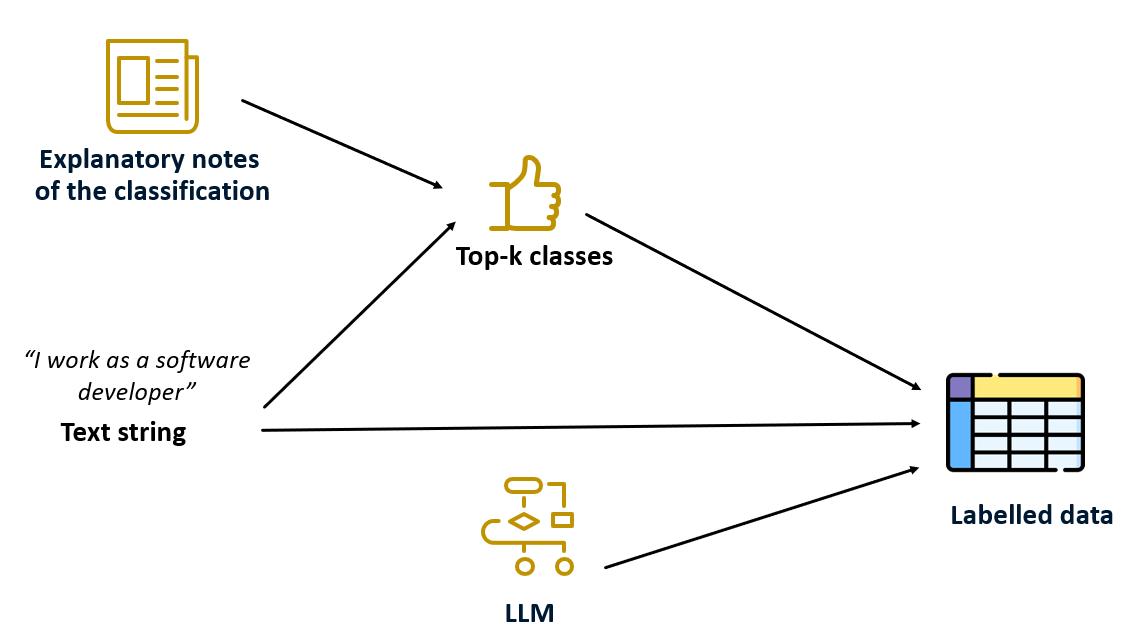 Explanatory notes
of the classification
Top-k classes
“I work as a software
developer”
Text string
Labelled data
LLM